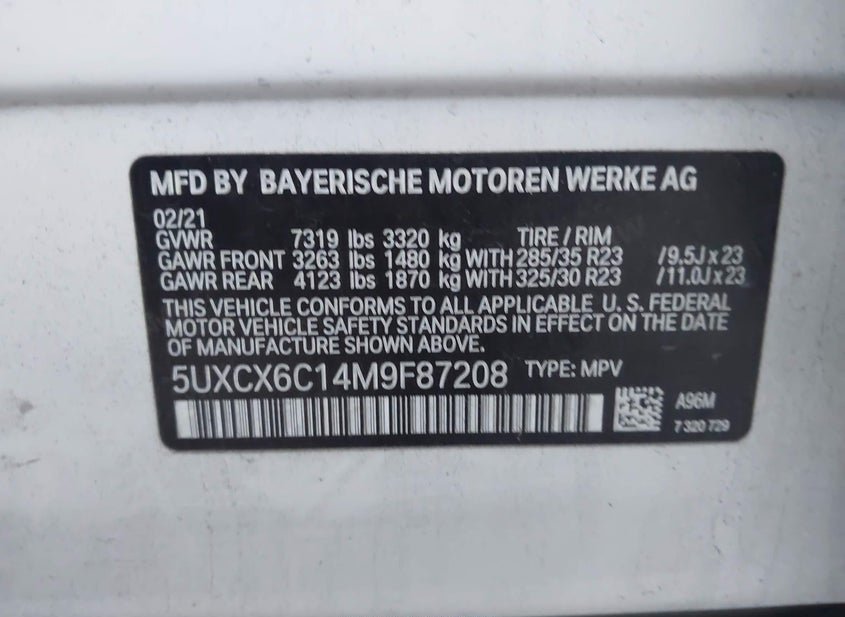 MFD BY BAYERISCHE MOTOREN WERKE AG
02/21
GVWR 7319 lbs 3320 kg TIRE / RIM
GAWR FRONT 3263 lbs 1480 kg WITH 285/35 R23 /9.5J x 23
GAWR REAR 4123 lbs 1870 kg WITH 325/30 R23 /11.0J x 23
THIS VEHICLE CONFORMS TO ALL APPLICABLE U. S. FEDERAL
MOTOR VEHICLE SAFETY STANDARDS IN EFFECT ON THE DATE
OF MANUFACTURE SHOWN ABOVE.
5UXCX6C14M9F87208 TYPE: MPV
A96M
7 320 729